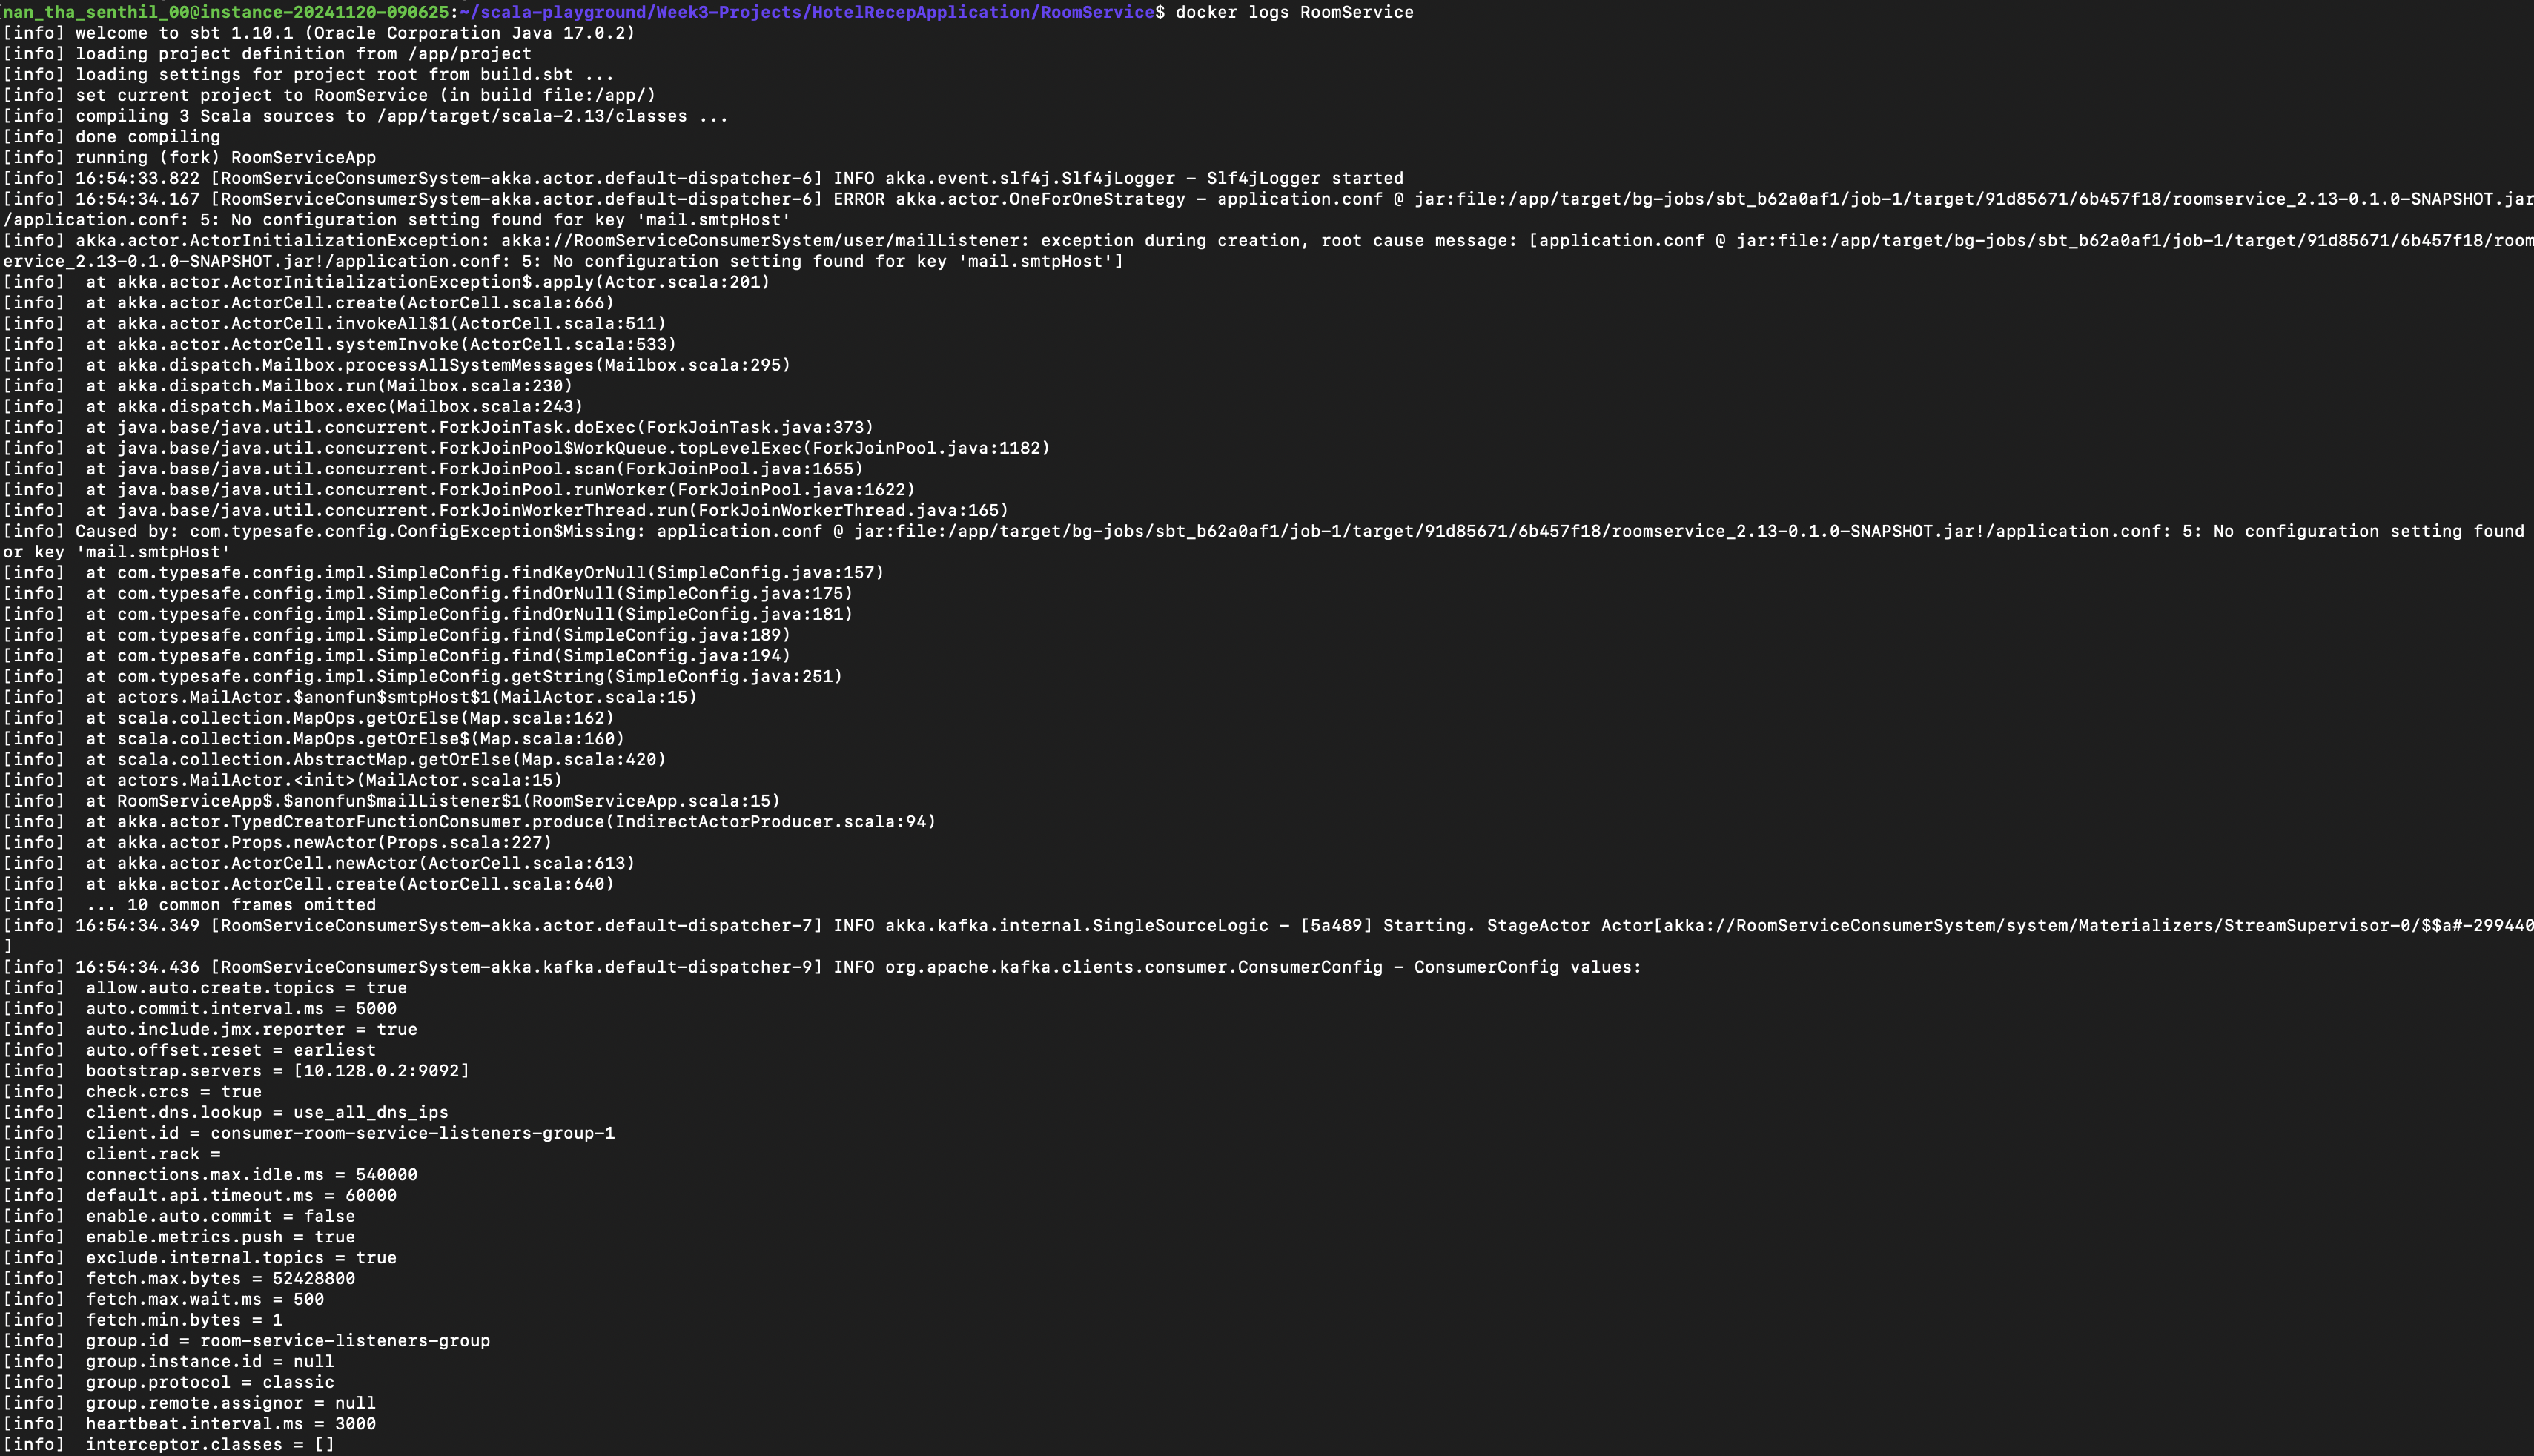 [nan_tha_senthil_00@instance-20241120-090625:~/scala-playground/Week3-Projects/HotelRecepApplication/RoomService$ docker logs RoomService
[info] welcome to sbt 1.10.1 (Oracle Corporation Java 17.0.2)
[info] loading project definition from /app/project
[info] loading settings for project root from build.sbt ...
[info] set current project to RoomService (in build file:/app/)
[info] compiling 3 Scala sources to /app/target/scala-2.13/classes ...
[info] done compiling
[info] running (fork) RoomServiceApp
[info] 16:54:33.822 [RoomServiceConsumerSystem-akka.actor.default-dispatcher-6] INFO akka.event.slf4j.Slf4jLogger - Slf4jLogger started
[info] 16:54:34.167 [RoomServiceConsumerSystem-akka.actor.default-dispatcher-6] ERROR akka.actor.OneForOneStrategy - application.conf @ jar:file:/app/target/bg-jobs/sbt_b62a0af1/job-1/target/91d85671/6b457f18/roomservice_2.13-0.1.0-SNAPSHOT.jar
/application.conf: 5: No configuration setting found for key 'mail.smtpHost'
[info] akka.actor.ActorInitializationException: akka://RoomServiceConsumerSystem/user/mailListener: exception during creation, root cause message: [application.conf @ jar:file:/app/target/bg-jobs/sbt_b62a0af1/job-1/target/91d85671/6b457f18/room
ervice_2.13-0.1.0-SNAPSHOT.jar!/application.conf: 5: No configuration setting found for key 'mail.smtpHost']
[info]  at akka.actor.ActorInitializationException$.apply(Actor.scala:201)
[info]  at akka.actor.ActorCell.create(ActorCell.scala:666)
[info]  at akka.actor.ActorCell.invokeAll$1(ActorCell.scala:511)
[info]  at akka.actor.ActorCell.systemInvoke(ActorCell.scala:533)
[info]  at akka.dispatch.Mailbox.processAllSystemMessages(Mailbox.scala:295)
[info]  at akka.dispatch.Mailbox.run(Mailbox.scala:230)
[info]  at akka.dispatch.Mailbox.exec(Mailbox.scala:243)
[info]  at java.base/java.util.concurrent.ForkJoinTask.doExec(ForkJoinTask.java:373)
[info]  at java.base/java.util.concurrent.ForkJoinPool$WorkQueue.topLevelExec(ForkJoinPool.java:1182)
[info]  at java.base/java.util.concurrent.ForkJoinPool.scan(ForkJoinPool.java:1655)
[info]  at java.base/java.util.concurrent.ForkJoinPool.runWorker(ForkJoinPool.java:1622)
[info]  at java.base/java.util.concurrent.ForkJoinWorkerThread.run(ForkJoinWorkerThread.java:165)
[info] Caused by: com.typesafe.config.ConfigException$Missing: application.conf @ jar:file:/app/target/bg-jobs/sbt_b62a0af1/job-1/target/91d85671/6b457f18/roomservice_2.13-0.1.0-SNAPSHOT.jar!/application.conf: 5: No configuration setting found
or key 'mail.smtpHost'
[info]  at com.typesafe.config.impl.SimpleConfig.findKeyOrNull(SimpleConfig.java:157)
[info]  at com.typesafe.config.impl.SimpleConfig.findOrNull(SimpleConfig.java:175)
[info]  at com.typesafe.config.impl.SimpleConfig.findOrNull(SimpleConfig.java:181)
[info]  at com.typesafe.config.impl.SimpleConfig.find(SimpleConfig.java:189)
[info]  at com.typesafe.config.impl.SimpleConfig.find(SimpleConfig.java:194)
[info]  at com.typesafe.config.impl.SimpleConfig.getString(SimpleConfig.java:251)
[info]  at actors.MailActor.$anonfun$smtpHost$1(MailActor.scala:15)
[info]  at scala.collection.MapOps.getOrElse(Map.scala:162)
[info]  at scala.collection.MapOps.getOrElse$(Map.scala:160)
[info]  at scala.collection.AbstractMap.getOrElse(Map.scala:420)
[info]  at actors.MailActor.<init>(MailActor.scala:15)
[info]  at RoomServiceApp$.$anonfun$mailListener$1(RoomServiceApp.scala:15)
[info]  at akka.actor.TypedCreatorFunctionConsumer.produce(IndirectActorProducer.scala:94)
[info]  at akka.actor.Props.newActor(Props.scala:227)
[info]  at akka.actor.ActorCell.newActor(ActorCell.scala:613)
[info]  at akka.actor.ActorCell.create(ActorCell.scala:640)
[info]  ... 10 common frames omitted
[info] 16:54:34.349 [RoomServiceConsumerSystem-akka.actor.default-dispatcher-7] INFO akka.kafka.internal.SingleSourceLogic - [5a489] Starting. StageActor Actor[akka://RoomServiceConsumerSystem/system/Materializers/StreamSupervisor-0/$$a#-299440
]
[info] 16:54:34.436 [RoomServiceConsumerSystem-akka.kafka.default-dispatcher-9] INFO org.apache.kafka.clients.consumer.ConsumerConfig - ConsumerConfig values:
[info]  allow.auto.create.topics = true
[info]  auto.commit.interval.ms = 5000
[info]  auto.include.jmx.reporter = true
[info]  auto.offset.reset = earliest
[info]  bootstrap.servers = [10.128.0.2:9092]
[info]  check.crcs = true
[info]  client.dns.lookup = use_all_dns_ips
[info]  client.id = consumer-room-service-listeners-group-1
[info]  client.rack =
[info]  connections.max.idle.ms = 540000
[info]  default.api.timeout.ms = 60000
[info]  enable.auto.commit = false
[info]  enable.metrics.push = true
[info]  exclude.internal.topics = true
[info]  fetch.max.bytes = 52428800
[info]  fetch.max.wait.ms = 500
[info]  fetch.min.bytes = 1
[info]  group.id = room-service-listeners-group
[info]  group.instance.id = null
[info]  group.protocol = classic
[info]  group.remote.assignor = null
[info]  heartbeat.interval.ms = 3000
[info]  interceptor.classes = []